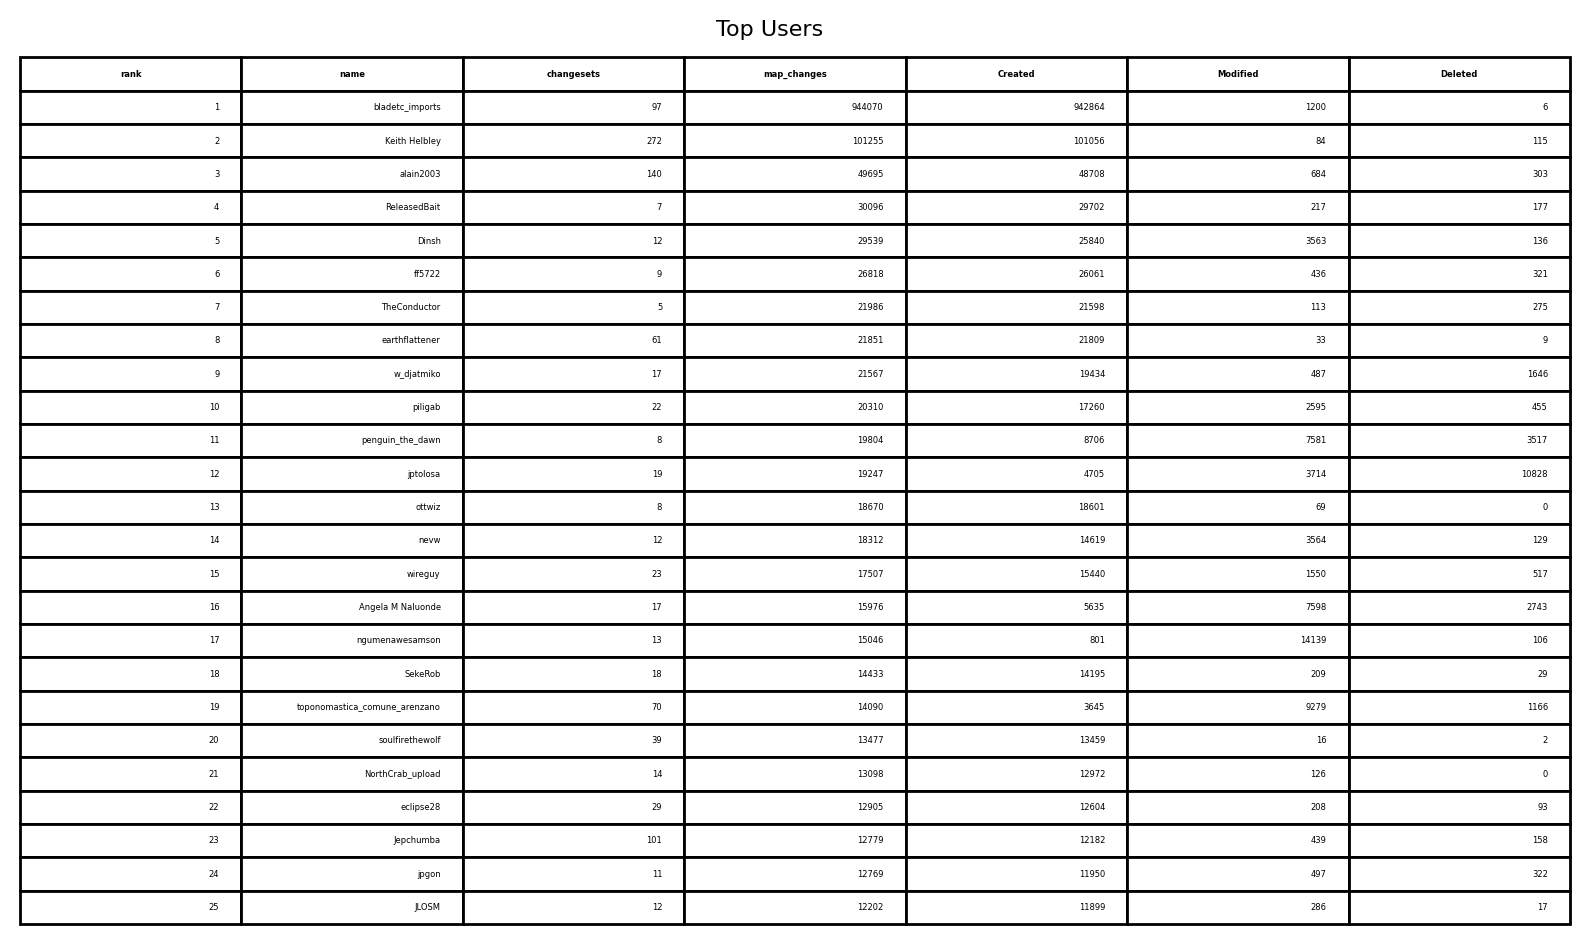 Top Users
rank name changesets map_changes Created Modified Deleted
1 bladetc_imports 97 944070 942864 1200 6
2 Keith Helbley 272 101255 101056 84 115
3 alain2003 140 49695 48708 684 303
4 ReleasedBait 7 30096 29702 217 177
5 Dinsh 12 29539 25840 3563 136
6 ff5722 9 26818 26061 436 321
7 TheConductor 5 21986 21598 113 275
8 earthflattener 61 21851 21809 33 9
9 w_djatmiko 17 21567 19434 487 1646
10 piligab 22 20310 17260 2595 455
11 penguin_the_dawn 8 19804 8706 7581 3517
12 jptolosa 19 19247 4705 3714 10828
13 ottwiz 8 18670 18601 69 0
14 nevw 12 18312 14619 3564 129
15 wireguy 23 17507 15440 1550 517
16 Angela M Naluonde 17 15976 5635 7598 2743
17 ngumenawesamson 13 15046 801 14139 106
18 SekeRob 18 14433 14195 209 29
19 toponomastica_comune_arenzano 70 14090 3645 9279 1166
20 soulfirethewolf 39 13477 13459 16 2
21 NorthCrab_upload 14 13098 12972 126 0
22 eclipse28 29 12905 12604 208 93
23 Jepchumba 101 12779 12182 439 158
24 jpgon 11 12769 11950 497 322
25 JLOSM 12 12202 11899 286 17